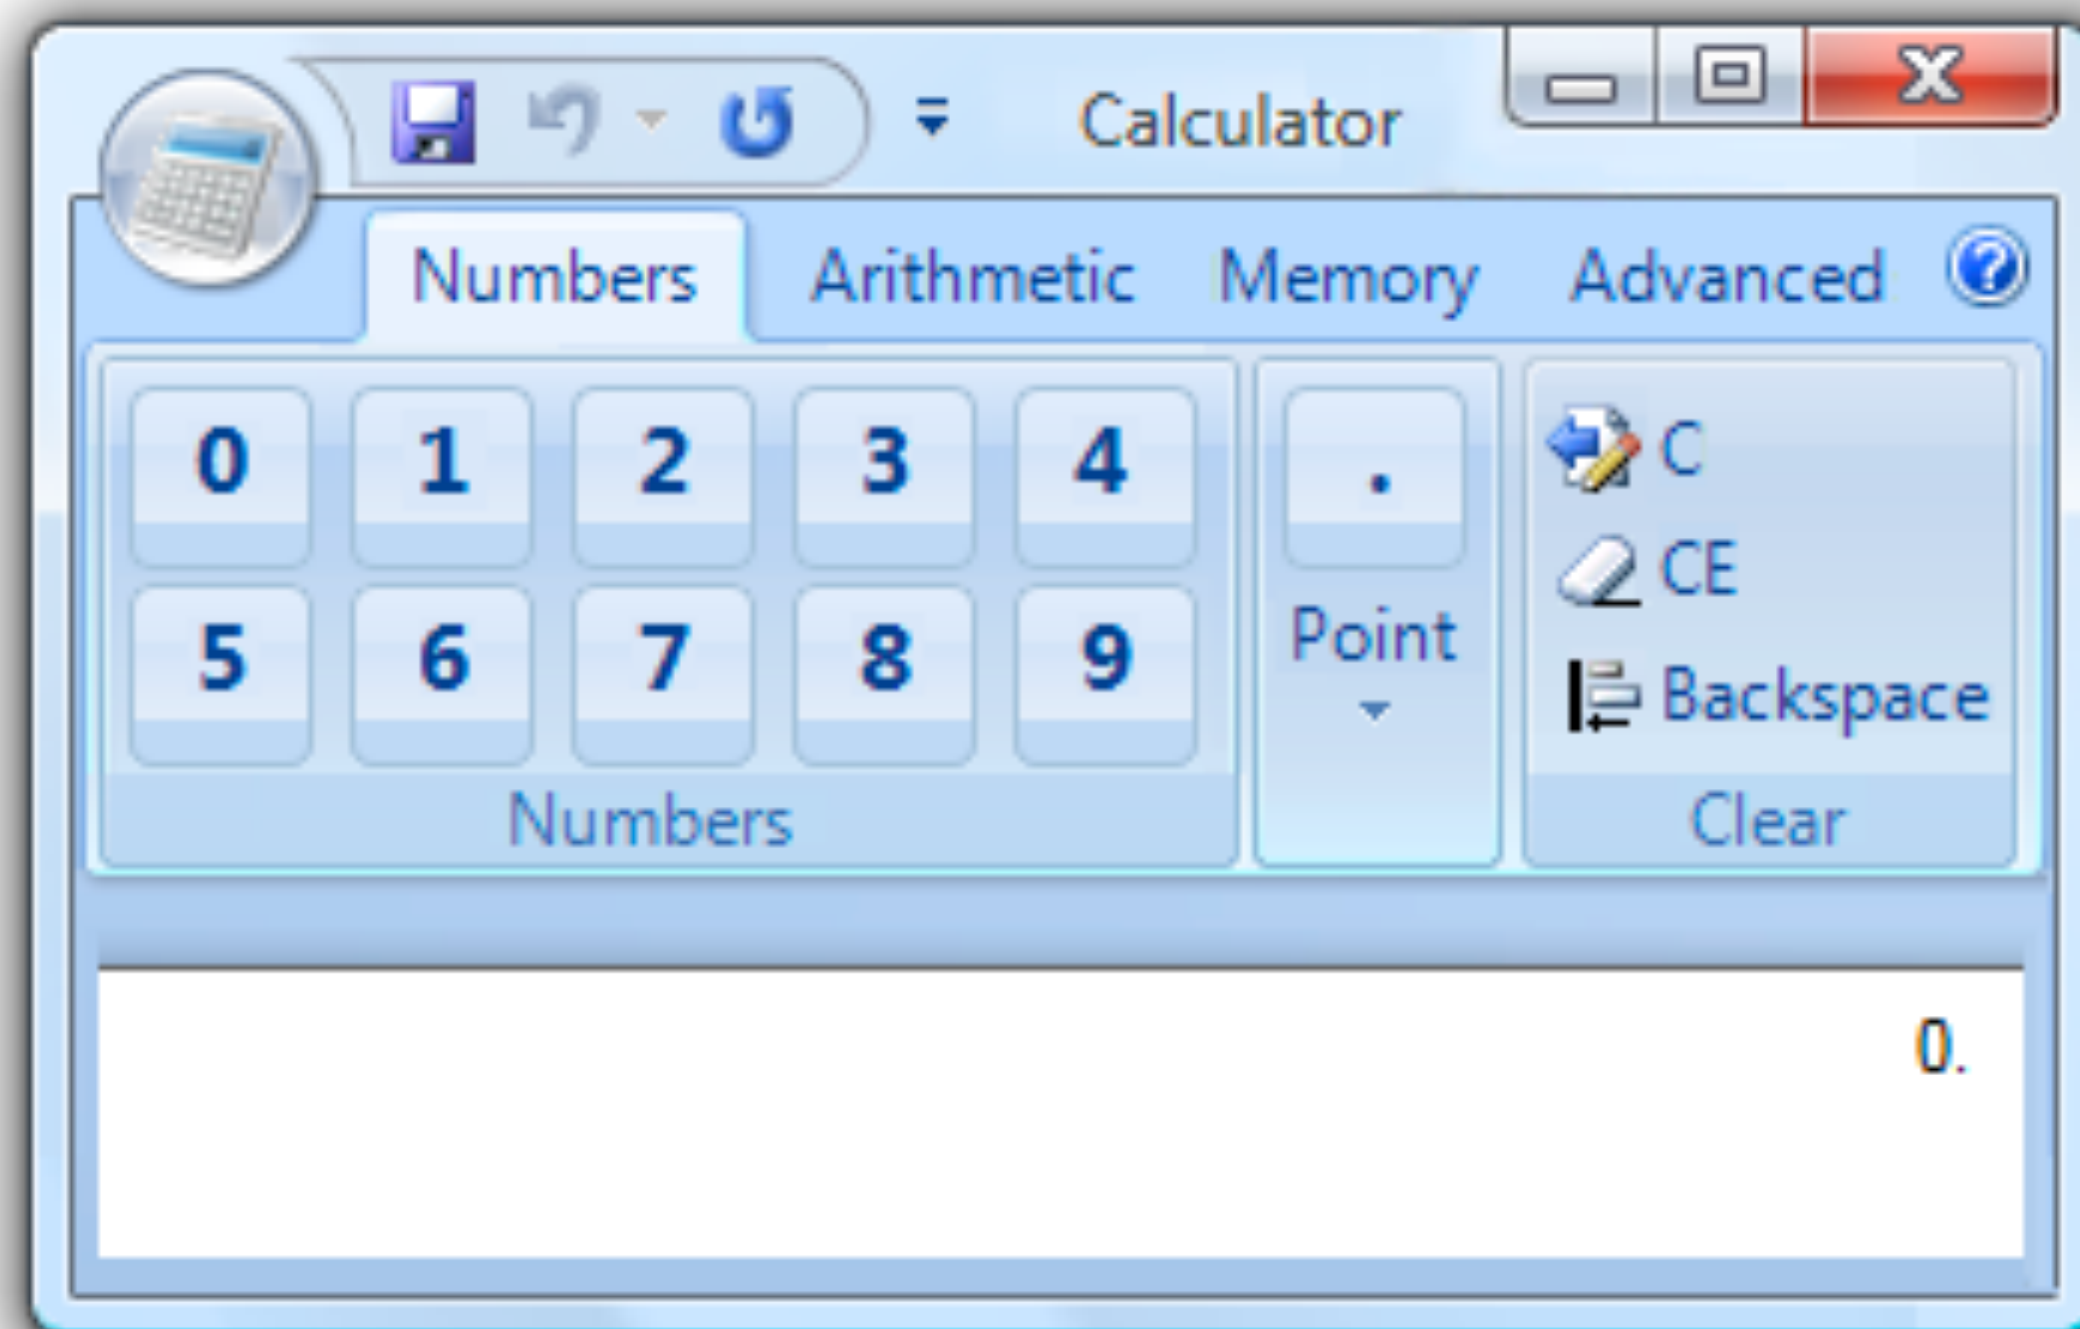 Calculator
Numbers Arithmetic Memory Advanced ?
0 1 2 3 4 . C
CE
5 6 7 8 9 Point Backspace
Numbers Clear
0.